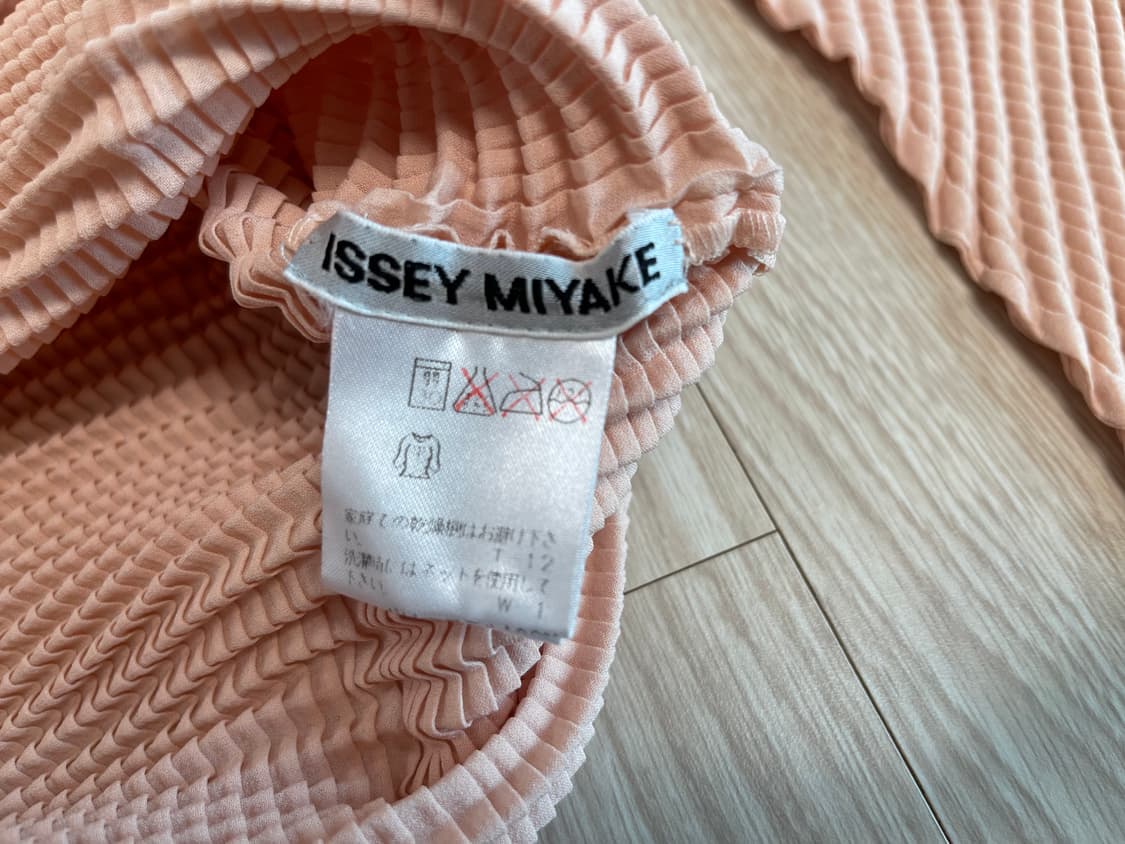 ISSEY MIYAKE
家庭での乾燥機はお避け下さ
い。 T-12
洗濯時にはネットを使用して
下さい。 W-1